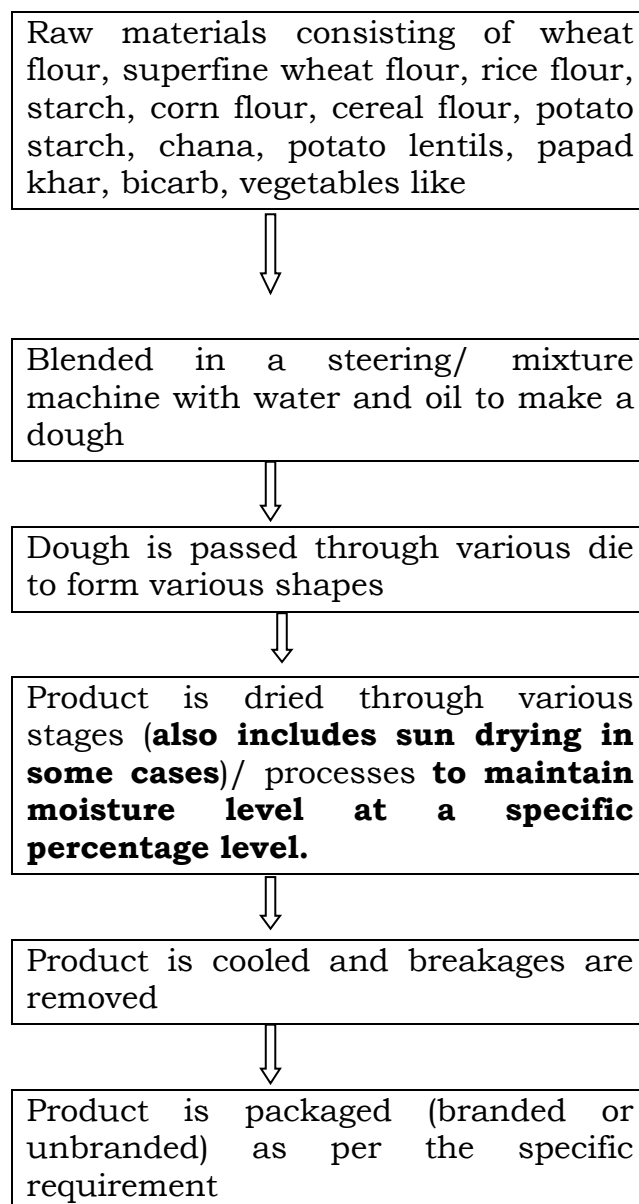 Raw materials consisting of wheat
flour, superfine wheat flour, rice flour,
starch, corn flour, cereal flour, potato
starch, chana, potato lentils, papad
khar, bicarb, vegetables like
Blended in a steering/ mixture
machine with water and oil to make a
dough
Dough is passed through various die
to form various shapes
Product is dried through various
stages (also includes sun drying in
some cases)/ processes to maintain
moisture level at a specific
percentage level.
Product is cooled and breakages are
removed
Product is packaged (branded or
unbranded) as per the specific
requirement